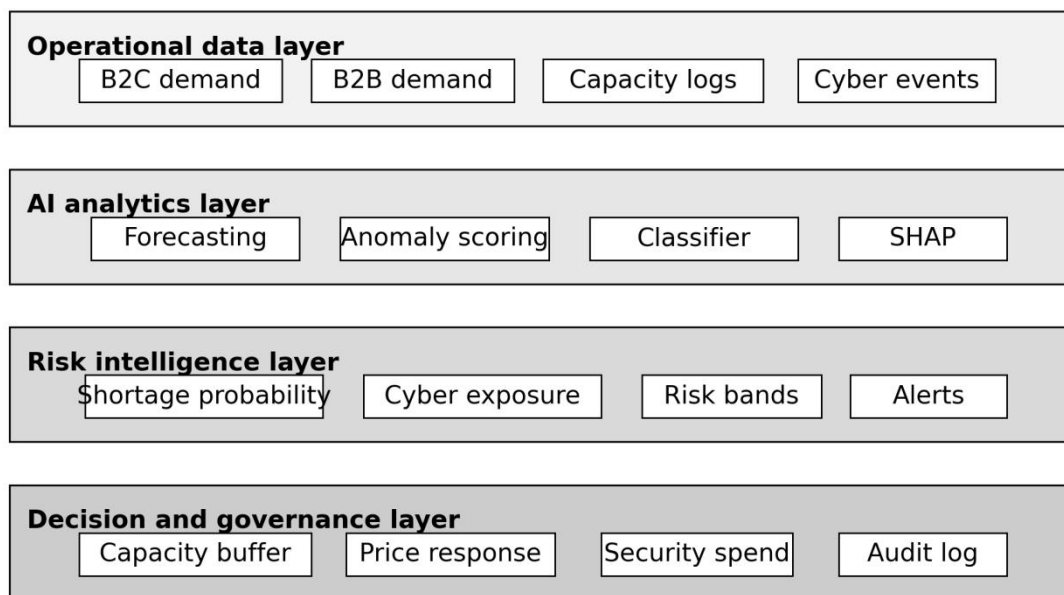 Operational data layer
B2C demand B2B demand Capacity logs Cyber events
AI analytics layer
Forecasting Anomaly scoring Classifier SHAP
Risk intelligence layer
Shortage probability Cyber exposure Risk bands Alerts
Decision and governance layer
Capacity buffer Price response Security spend Audit log